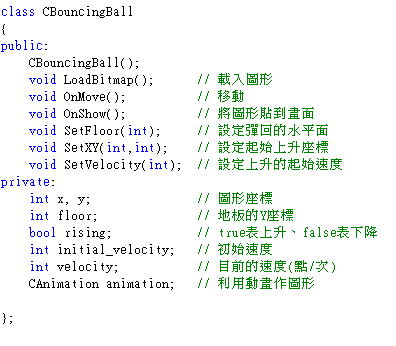 class CBouncingBall
{
public:
    CBouncingBall();
    void LoadBitmap();      // 載入圖形
    void OnMove();          // 移動
    void OnShow();          // 將圖形貼到畫面
    void SetFloor(int);     // 設定彈回的水平面
    void SetXY(int,int);    // 設定起始上升座標
    void SetVelocity(int);  // 設定上升的起始速度
private:
    int x, y;               // 圖形座標
    int floor;              // 地板的Y座標
    bool rising;            // true表上升、false表下降
    int initial_velocity;   // 初始速度
    int velocity;           // 目前的速度(點/次)
    CAnimation animation;   // 利用動畫作圖形
};